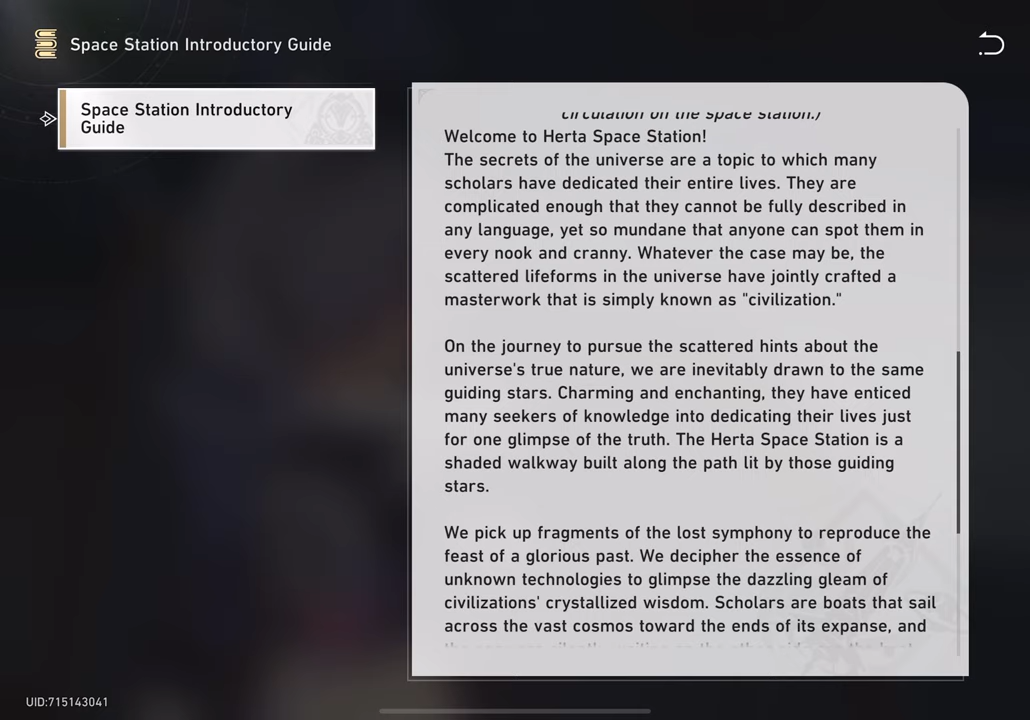 Space Station Introductory Guide
Space Station Introductory
Guide
circulation on the space station.)
Welcome to Herta Space Station!
The secrets of the universe are a topic to which many
scholars have dedicated their entire lives. They are
complicated enough that they cannot be fully described in
any language, yet so mundane that anyone can spot them in
every nook and cranny. Whatever the case may be, the
scattered lifeforms in the universe have jointly crafted a
masterwork that is simply known as "civilization."
On the journey to pursue the scattered hints about the
universe's true nature, we are inevitably drawn to the same
guiding stars. Charming and enchanting, they have enticed
many seekers of knowledge into dedicating their lives just
for one glimpse of the truth. The Herta Space Station is a
shaded walkway built along the path lit by those guiding
stars.
We pick up fragments of the lost symphony to reproduce the
feast of a glorious past. We decipher the essence of
unknown technologies to glimpse the dazzling gleam of
civilizations' crystallized wisdom. Scholars are boats that sail
across the vast cosmos toward the ends of its expanse, and
UID:715143041